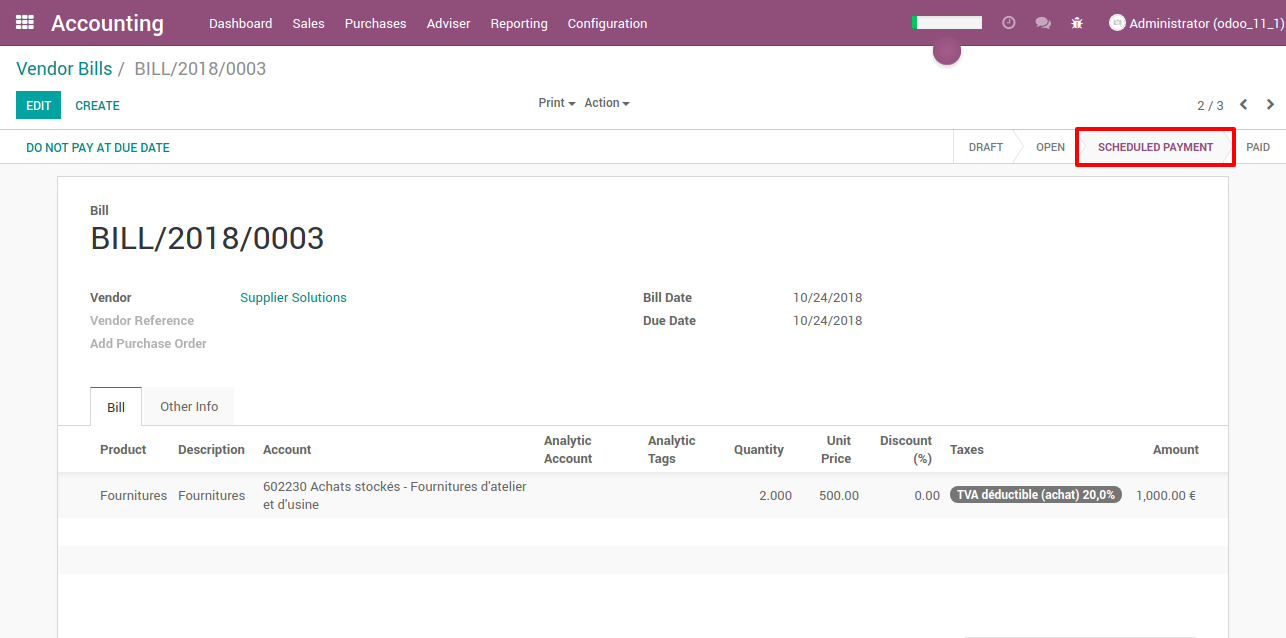 Accounting Dashboard Sales Purchases Adviser Reporting Configuration Administrator (odoo_11_1)
Vendor Bills / BILL/2018/0003
EDIT CREATE Print Action 2 / 3
DO NOT PAY AT DUE DATE DRAFT OPEN SCHEDULED PAYMENT PAID
Bill
BILL/2018/0003
Vendor Supplier Solutions Bill Date 10/24/2018
Vendor Reference Due Date 10/24/2018
Add Purchase Order
Bill Other Info
Product Description Account Analytic Account Analytic Tags Quantity Unit Price Discount (%) Taxes Amount
Fournitures Fournitures 602230 Achats stockés - Fournitures d'atelier et d'usine 2.000 500.00 0.00 TVA déductible (achat) 20,0% 1,000.00 €